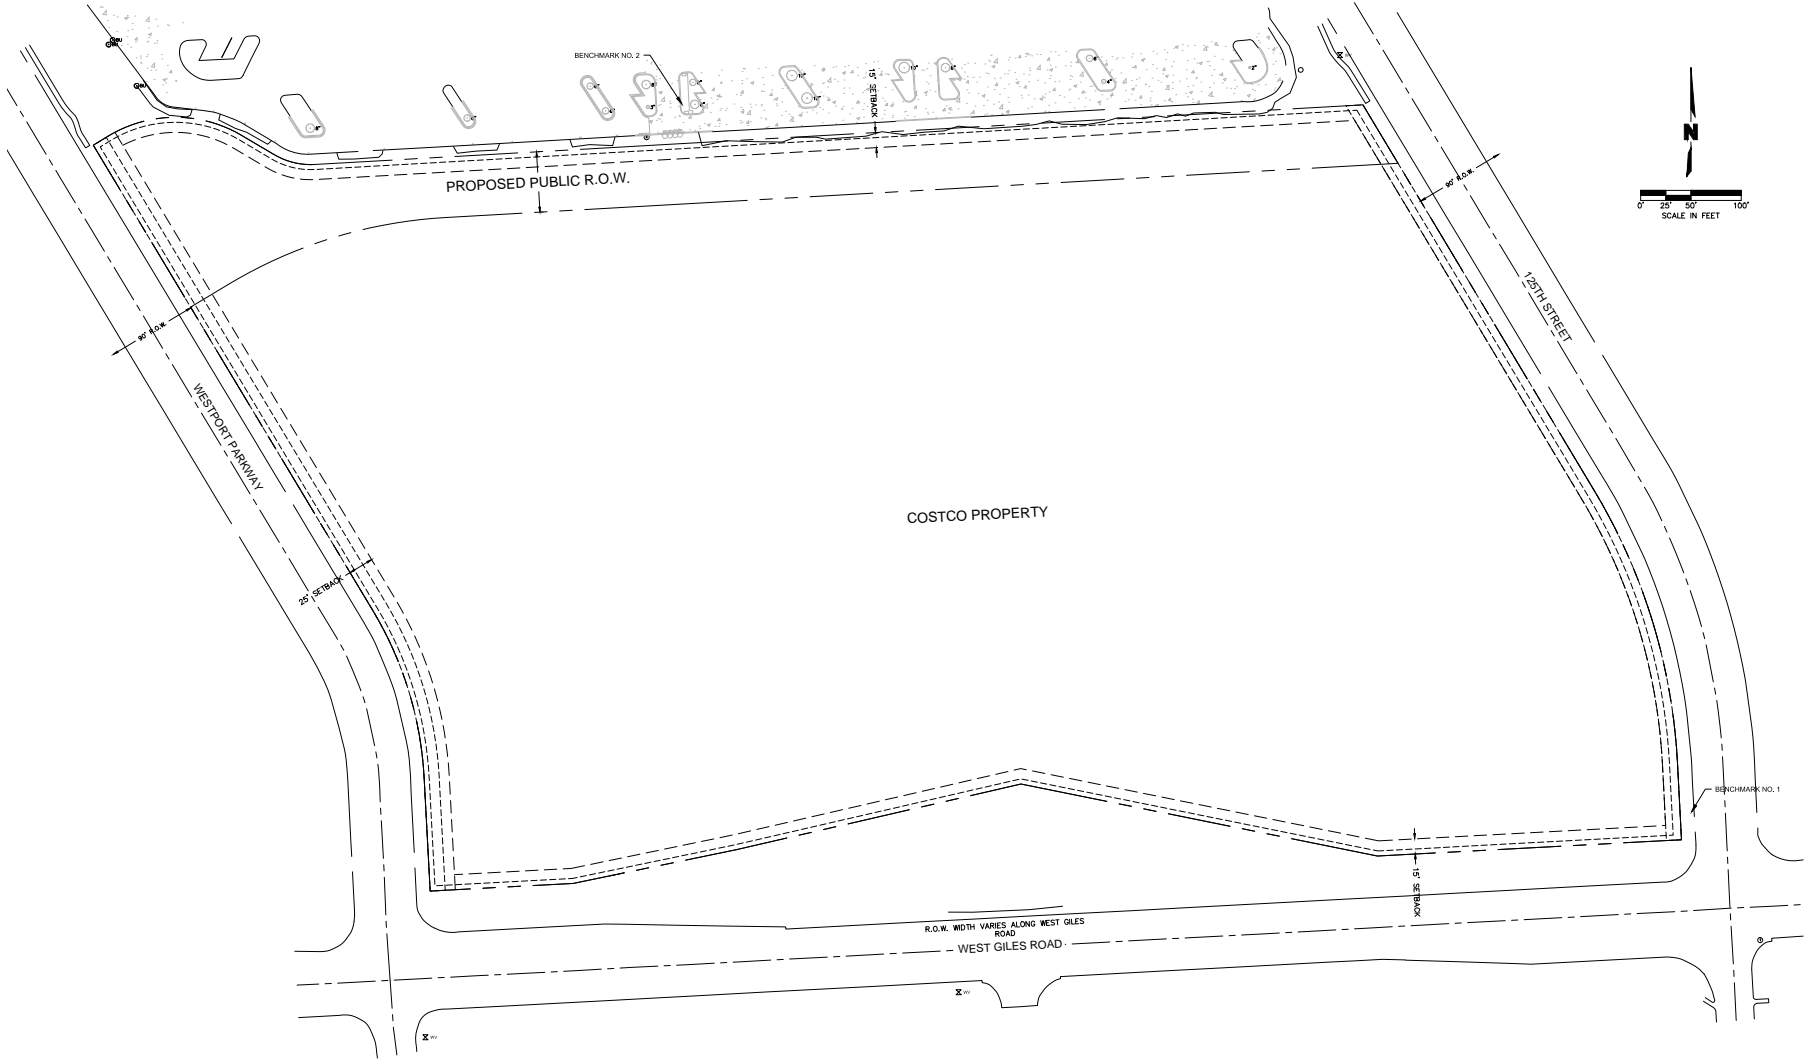 BENCHMARK NO. 2
15' SETBACK
PROPOSED PUBLIC R.O.W.
N
0' 25' 50' 100'
SCALE IN FEET
90' R.O.W.
90' R.O.W.
125TH STREET
WESTPORT PARKWAY
COSTCO PROPERTY
25' SETBACK
BENCHMARK NO. 1
15' SETBACK
R.O.W. WIDTH VARIES ALONG WEST GILES
ROAD
WEST GILES ROAD
WV
WV